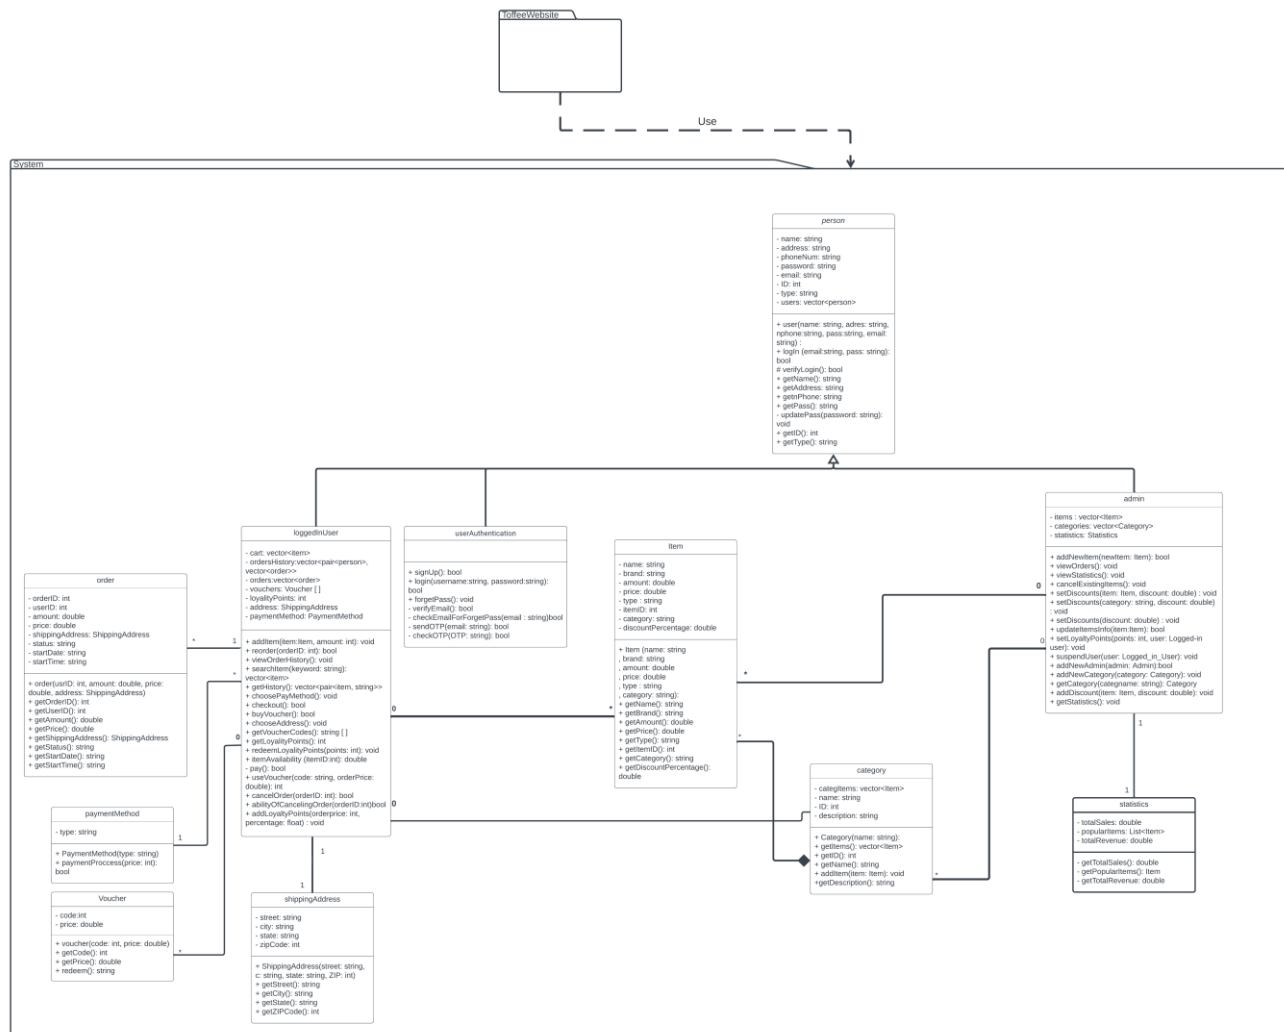 ToffeeWebsite
Use
System
person
- name: string
- address: string
- phoneNum: string
- password: string
- email: string
- ID: int
- type: string
- users: vector<person>
+ user(name: string, adres: string,
nphone:string, pass:string, email:
string) :
+ logIn (email:string, pass: string):
bool
# verifyLogin(): bool
+ getName(): string
+ getAddress: string
+ getnPhone: string
+ getPass(): string
- updatePass(password: string):
void
+ getID(): int
+ getType(): string
loggedInUser
- cart: vector<item>
- ordersHistory:vector<pair<person>,
vector<order>>
- orders:vector<order>
- vouchers: Voucher [ ]
- loyalityPoints: int
- address: ShippingAddress
- paymentMethod: PaymentMethod
+ addItem(item:Item, amount: int): void
+ reorder(orderID: int): bool
+ viewOrderHistory(): void
+ searchItem(keyword: string):
vector<item>
+ getHistory(): vector<pair<item, string>>
+ choosePayMethod(): void
+ checkout(): bool
+ buyVoucher(): bool
+ chooseAddress(): void
+ getVoucherCodes(): string [ ]
+ getLoyalityPoints(): int
+ redeemLoyalityPoints(points: int): void
+ itemAvailability (itemID:int): double
- pay(): bool
+ useVoucher(code: string, orderPrice:
double): int
+ cancelOrder(orderID: int): bool
+ abilityOfCancelingOrder(orderID:int)bool
+ addLoyaltyPoints(orderprice: int,
percentage: float) : void
userAuthentication
+ signUp(): bool
+ login(username:string, password:string):
bool
+ forgetPass(): void
- verifyEmail(): bool
- checkEmailForForgetPass(email : string)bool
- sendOTP(email: string): bool
- checkOTP(OTP: string): bool
Item
- name: string
- brand: string
- amount: double
- price: double
- type : string
- itemID: int
- category: string
- discountPercentage: double
+ Item (name: string
, brand: string
, amount: double
, price: double
, type : string
, category: string):
+ getName(): string
+ getBrand(): string
+ getAmount(): double
+ getPrice(): double
+ getType(): string
+ getItemID(): int
+ getCategory(): string
+ getDiscountPercentage():
double
admin
- items : vector<Item>
- categories: vector<Category>
- statistics: Statistics
+ addNewItem(newItem: Item): bool
+ viewOrders(): void
+ viewStatistics(): void
+ cancelExistingItems(): void
+ setDiscounts(item: Item, discount: double) : void
+ setDiscounts(category: string, discount: double)
: void
+ setDiscounts(discount: double) : void
+ updateItemsInfo(item:Item): bool
+ setLoyaltyPoints(points: int, user: Logged-in
user): void
+ suspendUser(user: Logged_in_User): void
+ addNewAdmin(admin: Admin):bool
+ addNewCategory(category: Category): void
+ getCategory(categname: string): Category
+ addDiscount(item: Item, discount: double): void
+ getStatistics(): void
order
- orderID: int
- userID: int
- amount: double
- price: double
- shippingAddress: ShippingAddress
- status: string
- startDate: string
- startTime: string
+ order(usrID: int, amount: double, price:
double, address: ShippingAddress)
+ getOrderID(): int
+ getUserID(): int
+ getAmount(): double
+ getPrice(): double
+ getShippingAddress(): ShippingAddress
+ getStatus(): string
+ getStartDate(): string
+ getStartTime(): string
* 1
*
0
0
0
0
0
*
*
*
*
*
1
1
1
1
1
paymentMethod
- type: string
+ PaymentMethod(type: string)
+ paymentProccess(price: int):
bool
Voucher
- code:int
- price: double
+ voucher(code: int, price: double)
+ getCode(): int
+ getPrice(): double
+ redeem(): string
shippingAddress
- street: string
- city: string
- state: string
- zipCode: int
+ ShippingAddress(street: string,
c: string, state: string, ZIP: int)
+ getStreet(): string
+ getCity(): string
+ getState(): string
+ getZIPCode(): int
category
- categItems: vector<Item>
- name: string
- ID: int
- description: string
+ Category(name: string):
+ getItems(): vector<Item>
+ getID(): int
+ getName(): string
+ addItem(item: Item): void
+getDescription(): string
statistics
- totalSales: double
- popularItems: List<Item>
- totalRevenue: double
- getTotalSales(): double
- getPopularItems(): Item
- getTotalRevenue: double